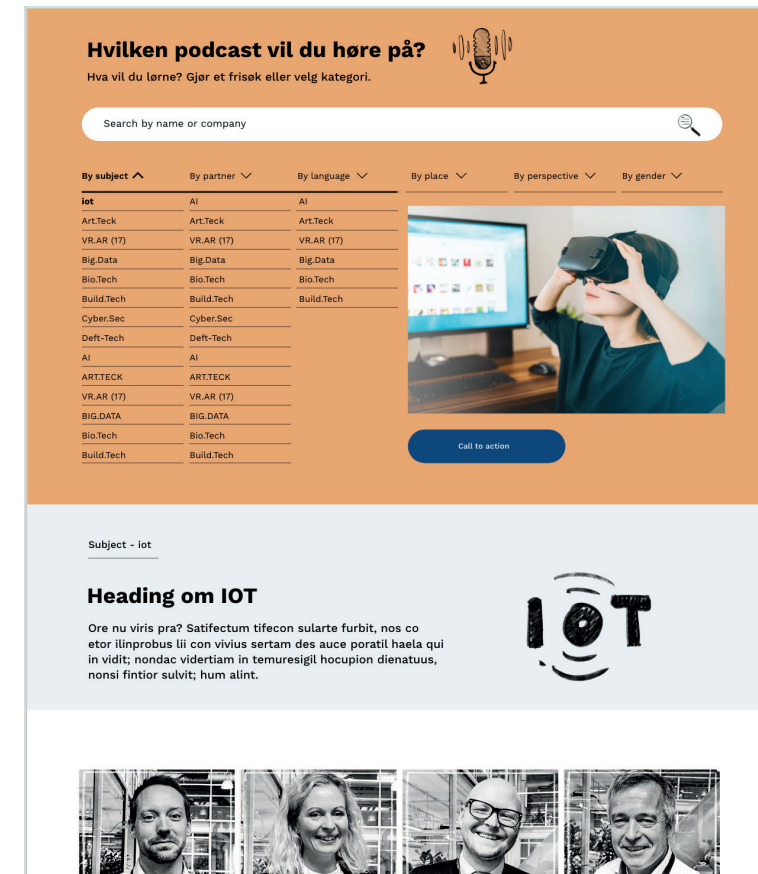 Hvilken podcast vil du høre på?
Hva vil du lørne? Gjør et frisøk eller velg kategori.
Search by name or company
By subject
By partner
By language
By place
By perspective
By gender
iot
Art.Teck
VR.AR (17)
Big.Data
Bio.Tech
Build.Tech
Cyber.Sec
Deft-Tech
AI
ART.TECK
VR.AR (17)
BIG.DATA
Bio.Tech
Build.Tech
AI
Art.Teck
VR.AR (17)
Big.Data
Bio.Tech
Build.Tech
Cyber.Sec
Deft-Tech
AI
ART.TECK
VR.AR (17)
BIG.DATA
Bio.Tech
Build.Tech
AI
Art.Teck
VR.AR (17)
Big.Data
Bio.Tech
Build.Tech
Call to action
Subject - iot
Heading om IOT
Ore nu viris pra? Satifectum tifecon sularte furbit, nos co
etor ilinprobus lii con vivius sertam des auce poratil haela qui
in vidit; nondac vidertiam in temuresigil hocupion dienatuus,
nonsi fintior sulvit; hum alint.
IOT